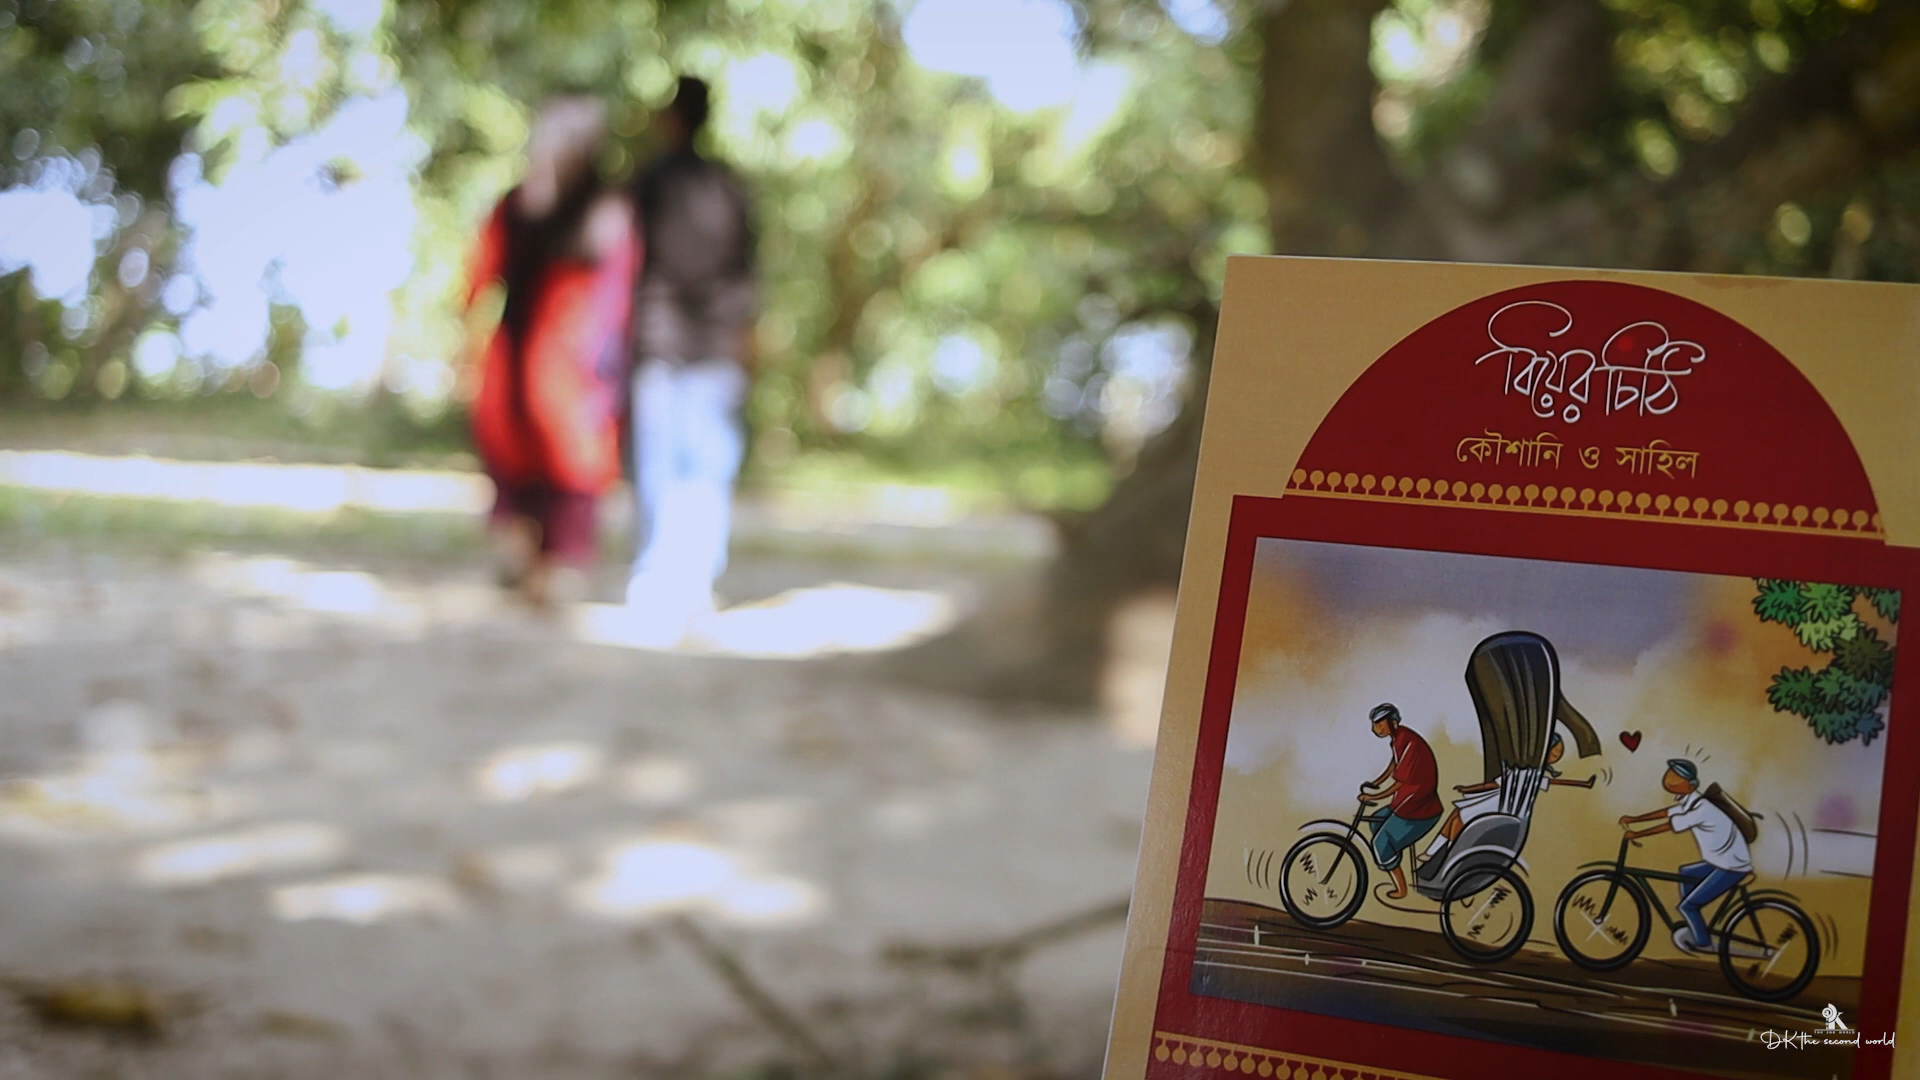 বিয়ের চিঠি
কৌশানি ও সাহিল
DK the second world